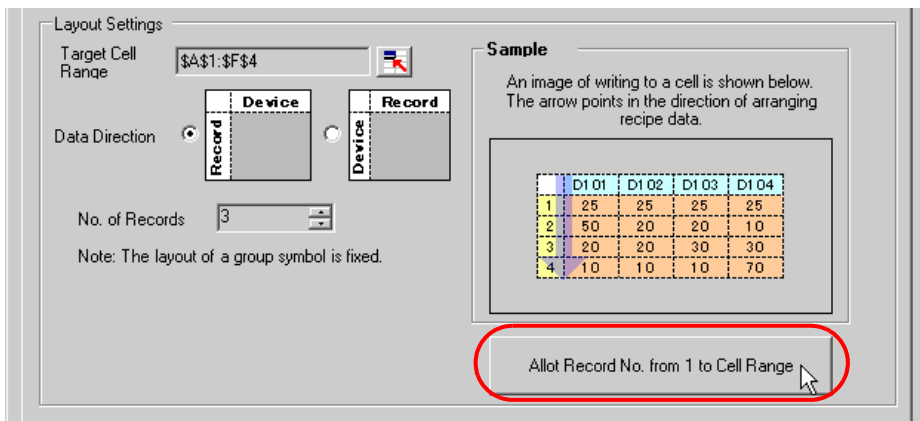 Layout Settings
Target Cell
Range
$A$1:$F$4
Data Direction
Device
Record
Record
Device
No. of Records
3
Note: The layout of a group symbol is fixed.
Sample
An image of writing to a cell is shown below.
The arrow points in the direction of arranging
recipe data.
D101 D102 D103 D104
1 25 25 25 25
2 50 20 20 10
3 20 20 30 30
4 10 10 10 70
Allot Record No. from 1 to Cell Range